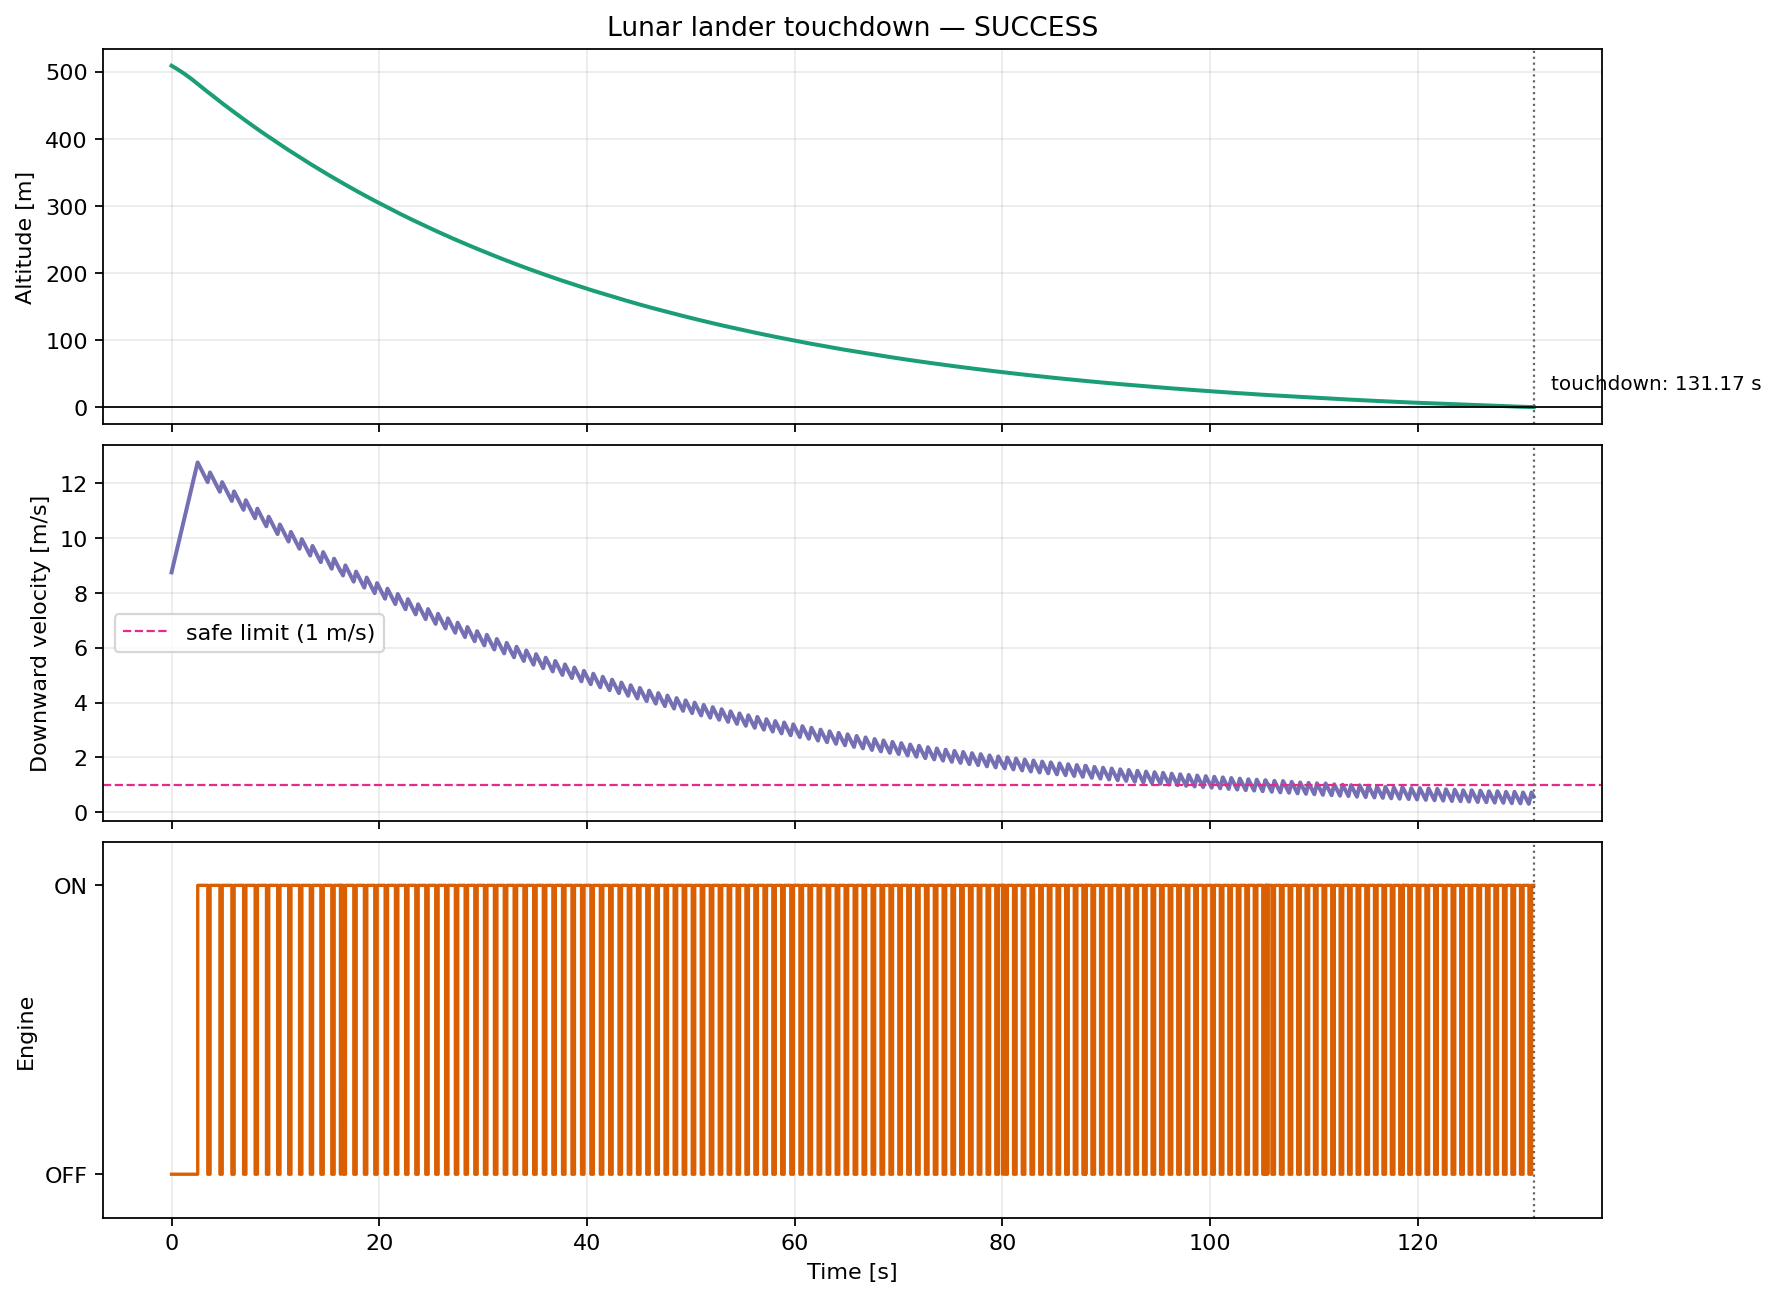 Lunar lander touchdown — SUCCESS
Altitude [m]
500
400
300
200
100
0
touchdown: 131.17 s
Downward velocity [m/s]
12
10
8
6
4
2
0
safe limit (1 m/s)
Engine
ON
OFF
0 20 40 60 80 100 120
Time [s]